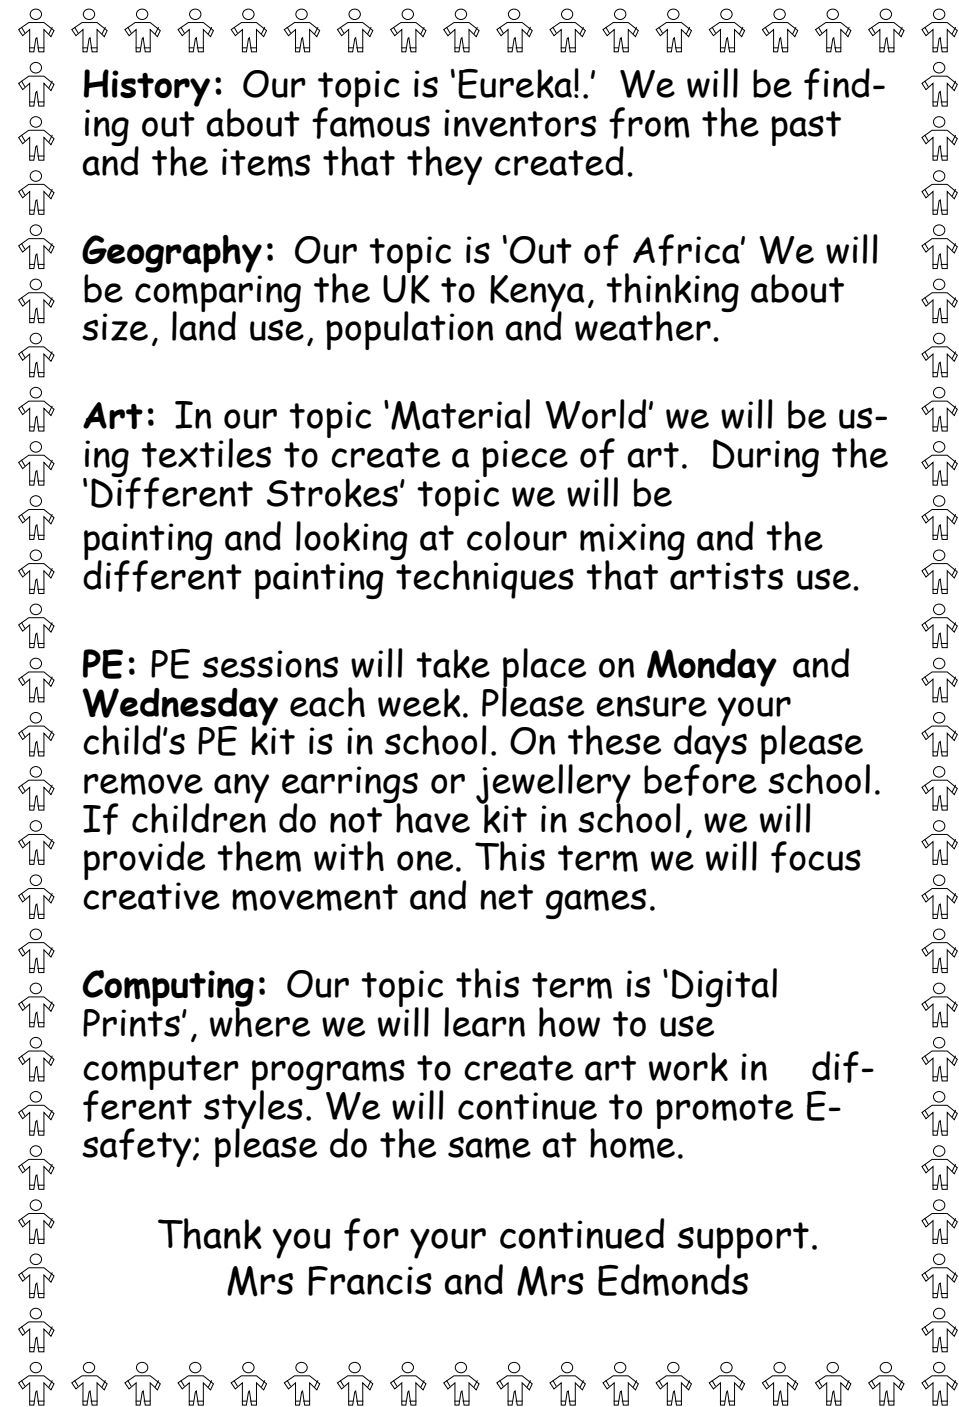 History: Our topic is ‘Eureka!.’ We will be find-
ing out about famous inventors from the past
and the items that they created.
Geography: Our topic is ‘Out of Africa’ We will
be comparing the UK to Kenya, thinking about
size, land use, population and weather.
Art: In our topic ‘Material World’ we will be us-
ing textiles to create a piece of art. During the
‘Different Strokes’ topic we will be
painting and looking at colour mixing and the
different painting techniques that artists use.
PE: PE sessions will take place on Monday and
Wednesday each week. Please ensure your
child’s PE kit is in school. On these days please
remove any earrings or jewellery before school.
If children do not have kit in school, we will
provide them with one. This term we will focus
creative movement and net games.
Computing: Our topic this term is ‘Digital
Prints’, where we will learn how to use
computer programs to create art work in dif-
ferent styles. We will continue to promote E-
safety; please do the same at home.
Thank you for your continued support.
Mrs Francis and Mrs Edmonds